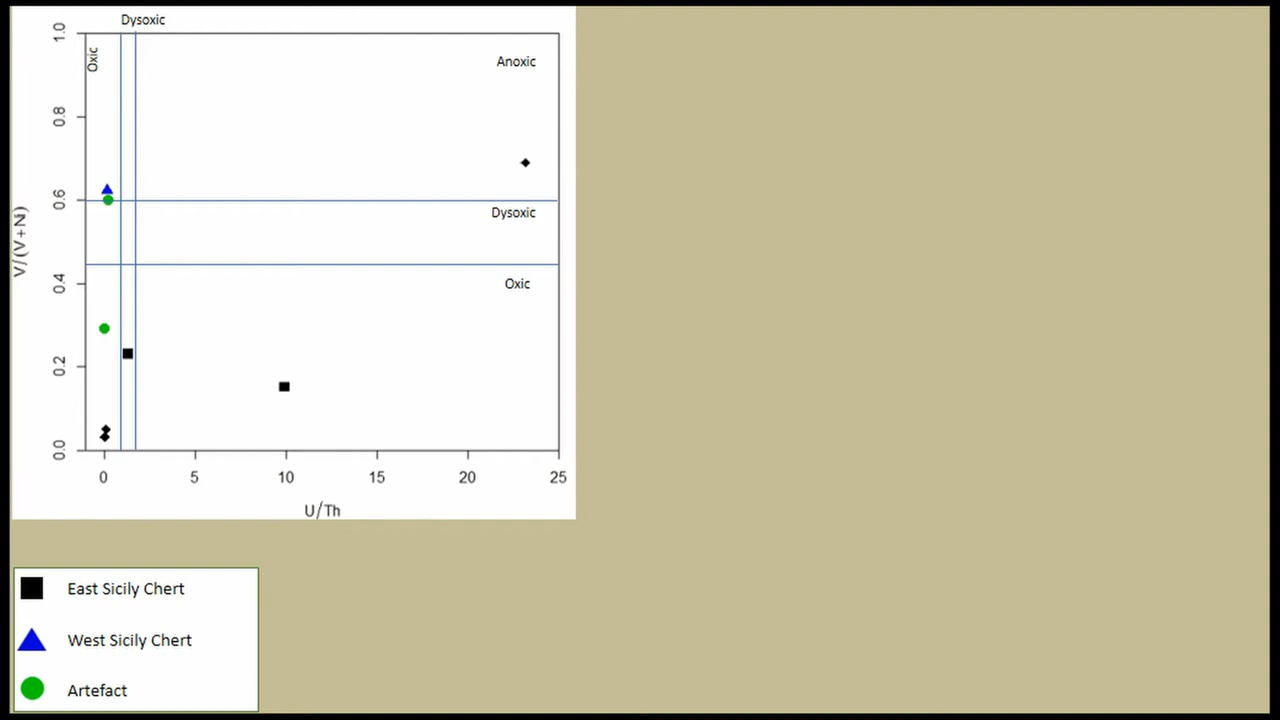 Dysoxic
Oxic
Anoxic
Dysoxic
Oxic
V/(V+Ni)
1.0
0.8
0.6
0.4
0.2
0.0
0 5 10 15 20 25
U/Th
East Sicily Chert
West Sicily Chert
Artefact